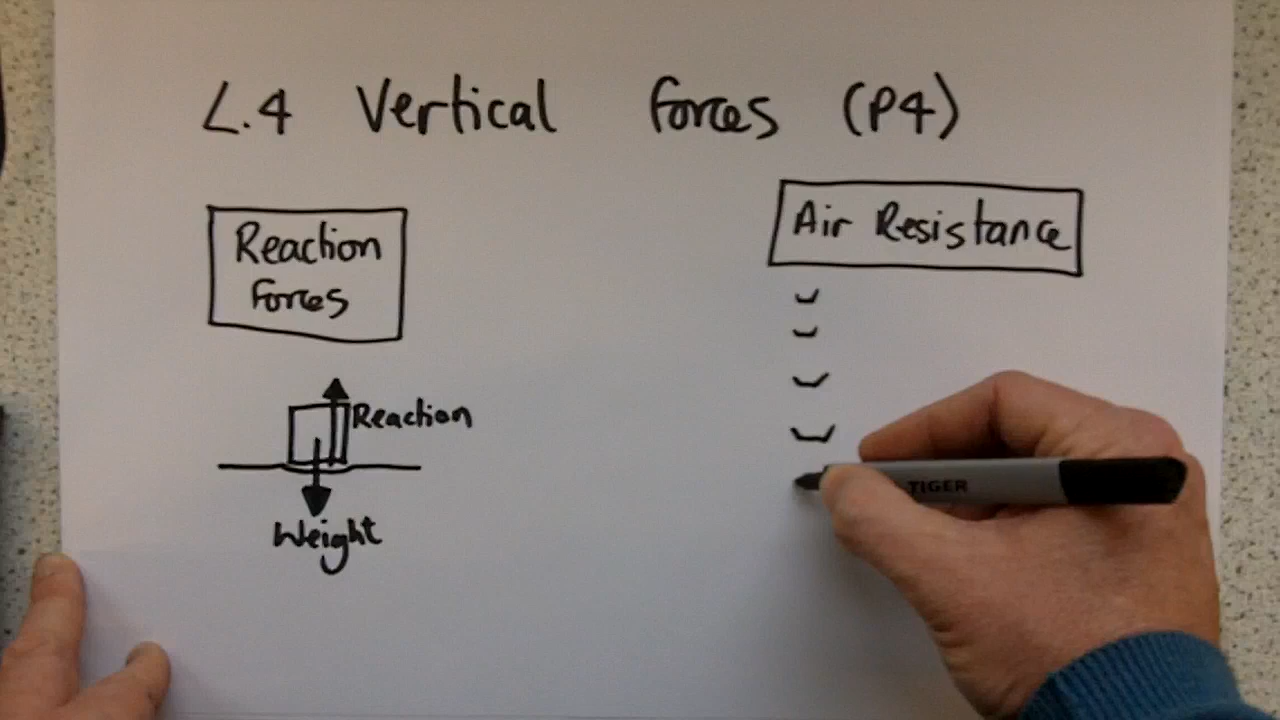 L.4 Vertical forces (P4)
Reaction
forces
Air Resistance
Reaction
Weight
TIGER